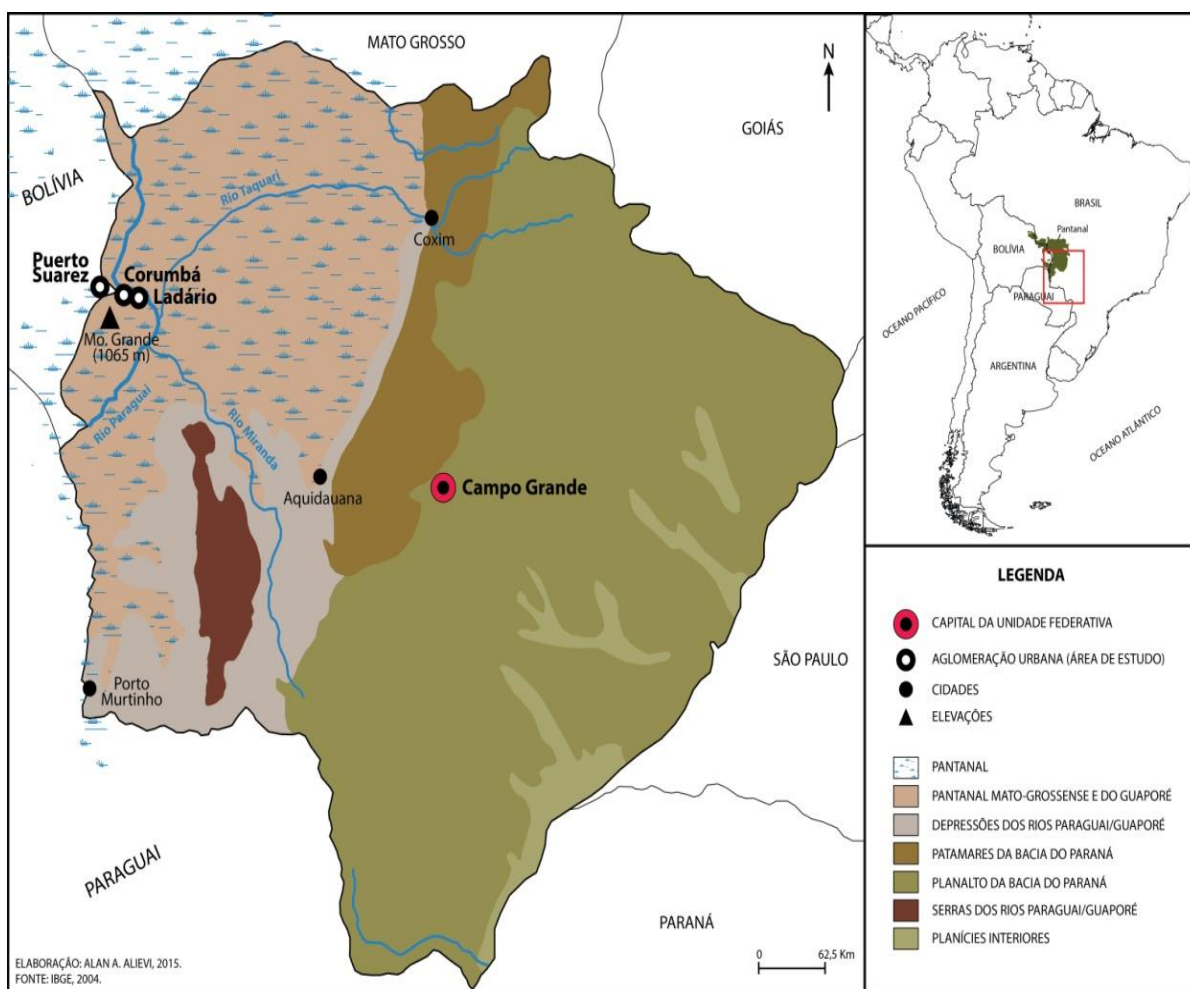 MATO GROSSO
N
GOIÁS
BOLÍVIA
Rio Taquari
Coxim
Puerto
Suarez
Corumbá
Ladário
Mo. Grande
(1065 m)
Rio Paraguai
Rio Miranda
Aquidauana
Campo Grande
Porto
Murtinho
SÃO PAULO
PARAGUAI
PARANÁ
0 62,5 Km
ELABORAÇÃO: ALAN A. ALIEVI, 2015.
FONTE: IBGE, 2004.
BRASIL
Pantanal
BOLÍVIA
PARAGUAI
OCEANO PACÍFICO
ARGENTINA
OCEANO ATLÂNTICO
LEGENDA
CAPITAL DA UNIDADE FEDERATIVA
AGLOMERAÇÃO URBANA (ÁREA DE ESTUDO)
CIDADES
ELEVAÇÕES
PANTANAL
PANTANAL MATO-GROSSENSE E DO GUAPORÉ
DEPRESSÕES DOS RIOS PARAGUAI/GUAPORÉ
PATAMARES DA BACIA DO PARANÁ
PLANALTO DA BACIA DO PARANÁ
SERRAS DOS RIOS PARAGUAI/GUAPORÉ
PLANÍCIES INTERIORES